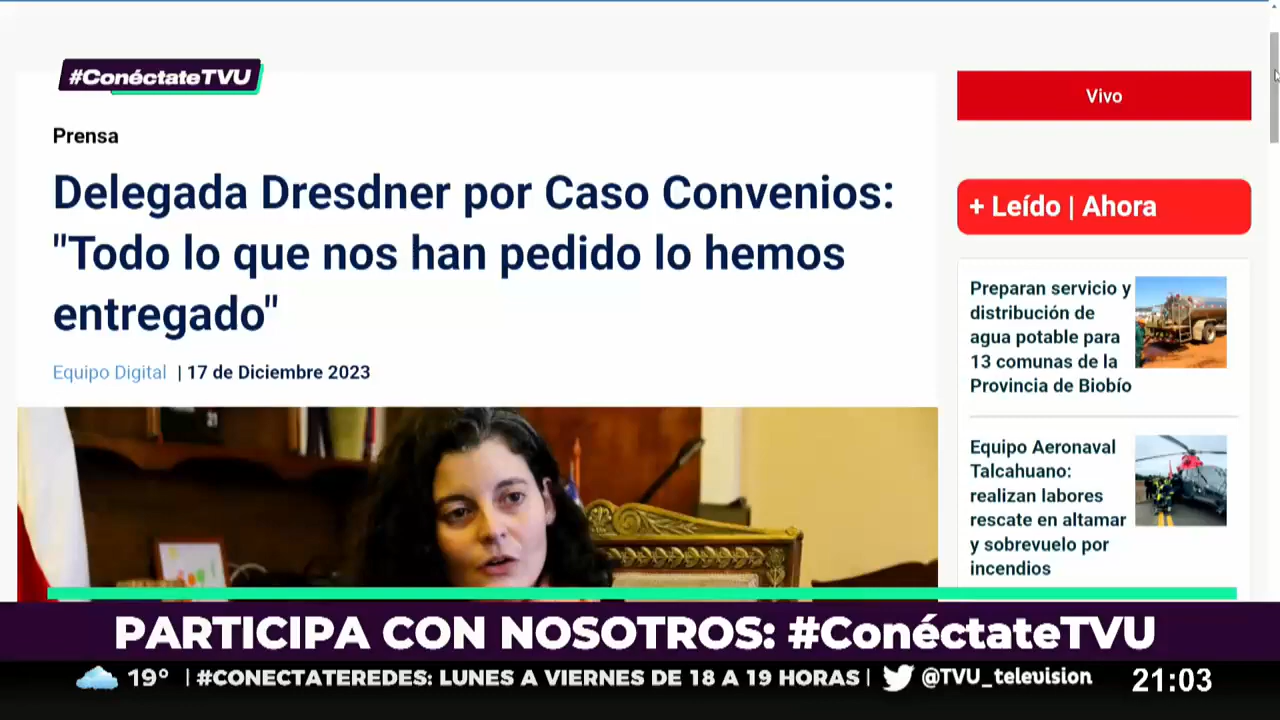 #ConéctateTVU
Prensa
Delegada Dresdner por Caso Convenios:
"Todo lo que nos han pedido lo hemos
entregado"
Equipo Digital | 17 de Diciembre 2023
Vivo
+ Leído | Ahora
Preparan servicio y
distribución de
agua potable para
13 comunas de la
Provincia de Biobío
Equipo Aeronaval
Talcahuano:
realizan labores
rescate en altamar
y sobrevuelo por
incendios
PARTICIPA CON NOSOTROS: #ConéctateTVU
19° | #CONECTATEREDES: LUNES A VIERNES DE 18 A 19 HORAS | @TVU_television 21:03